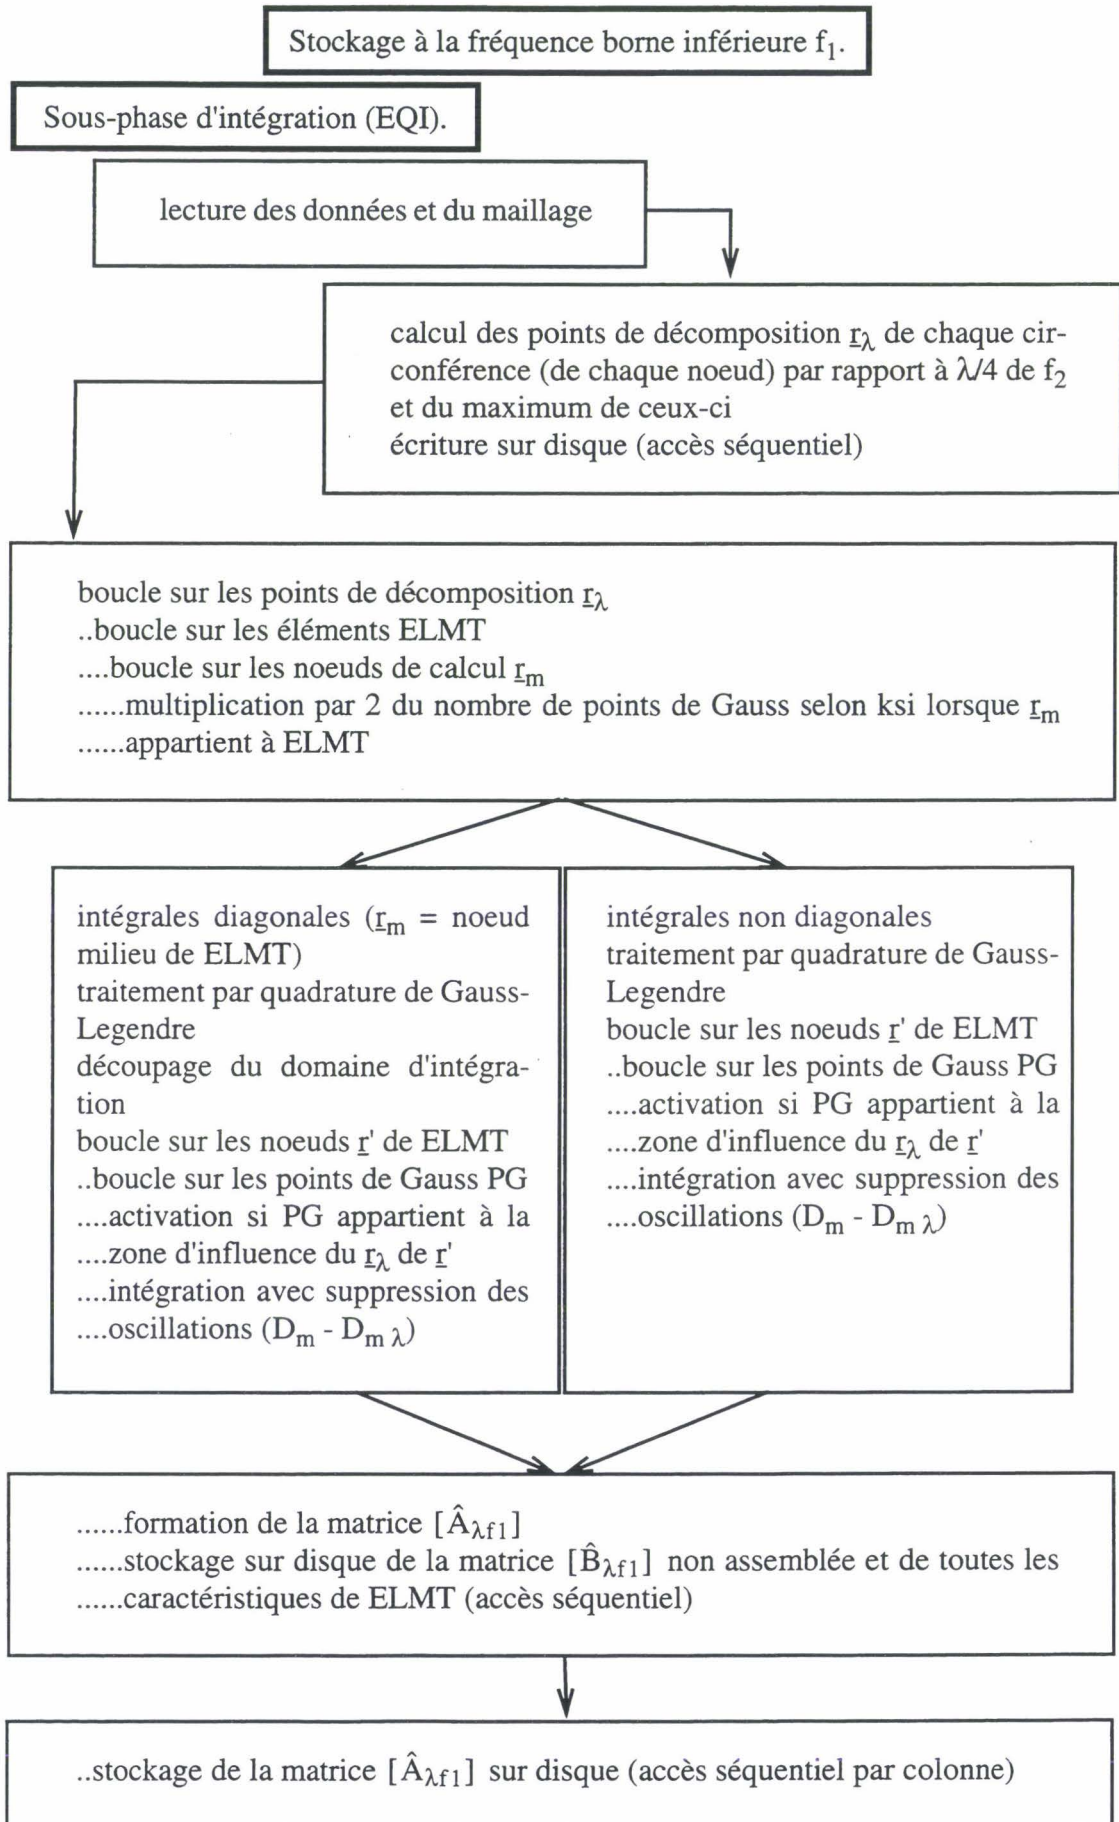 Stockage à la fréquence borne inférieure f₁.
Sous-phase d'intégration (EQI).
lecture des données et du maillage
calcul des points de décomposition r̲λ de chaque cir-
conférence (de chaque noeud) par rapport à λ/4 de f₂
et du maximum de ceux-ci
écriture sur disque (accès séquentiel)
boucle sur les points de décomposition r̲λ
..boucle sur les éléments ELMT
....boucle sur les noeuds de calcul r̲m
......multiplication par 2 du nombre de points de Gauss selon ksi lorsque r̲m
......appartient à ELMT
intégrales diagonales (r̲m = noeud
milieu de ELMT)
traitement par quadrature de Gauss-
Legendre
découpage du domaine d'intégra-
tion
boucle sur les noeuds r̲' de ELMT
..boucle sur les points de Gauss PG
....activation si PG appartient à la
....zone d'influence du r̲λ de r̲'
....intégration avec suppression des
....oscillations (Dm - Dm λ)
intégrales non diagonales
traitement par quadrature de Gauss-
Legendre
boucle sur les noeuds r̲' de ELMT
..boucle sur les points de Gauss PG
....activation si PG appartient à la
....zone d'influence du r̲λ de r̲'
....intégration avec suppression des
....oscillations (Dm - Dm λ)
......formation de la matrice [Âλf1]
......stockage sur disque de la matrice [B̂λf1] non assemblée et de toutes les
......caractéristiques de ELMT (accès séquentiel)
..stockage de la matrice [Âλf1] sur disque (accès séquentiel par colonne)